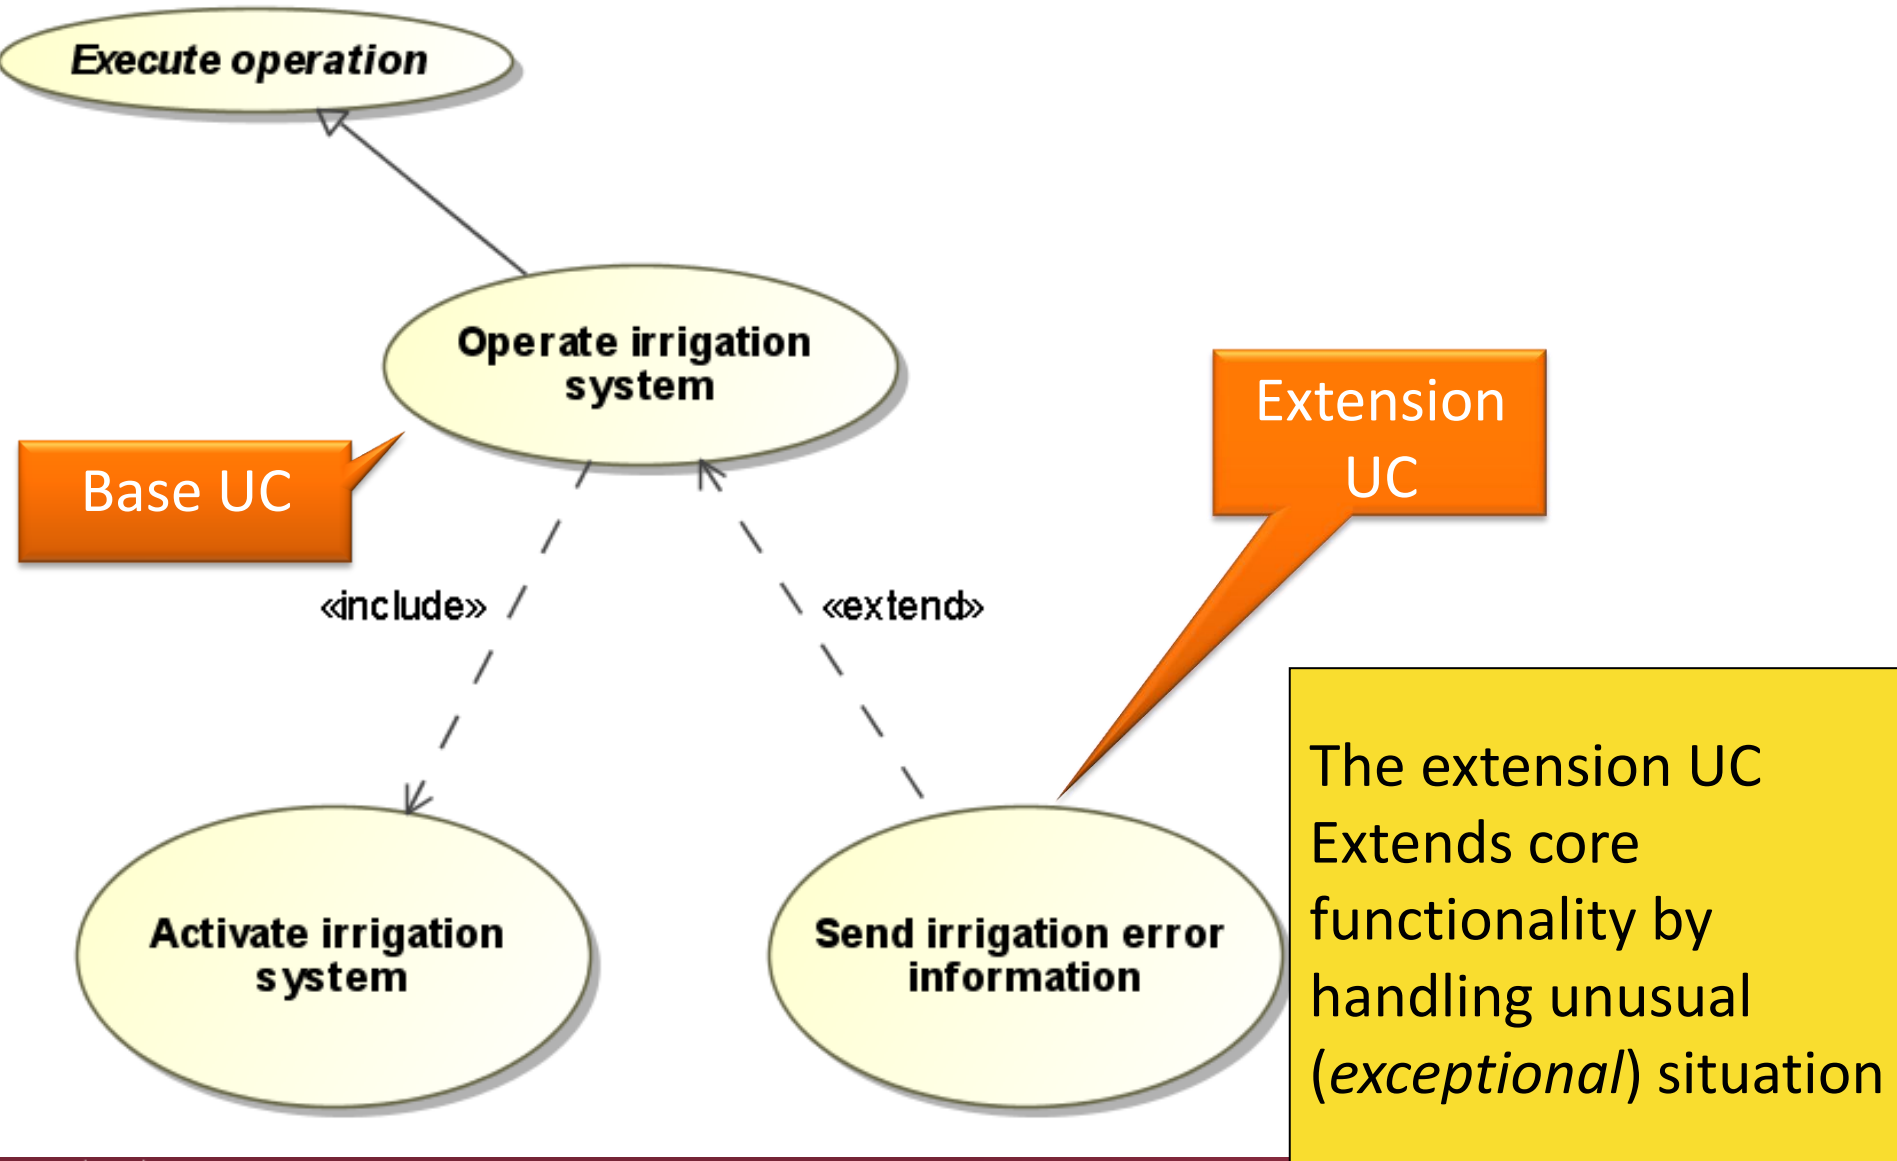 Execute operation
Operate irrigation
system
Base UC
Extension
UC
«include»
«extend»
Activate irrigation
system
Send irrigation error
information
The extension UC
Extends core
functionality by
handling unusual
(exceptional) situation